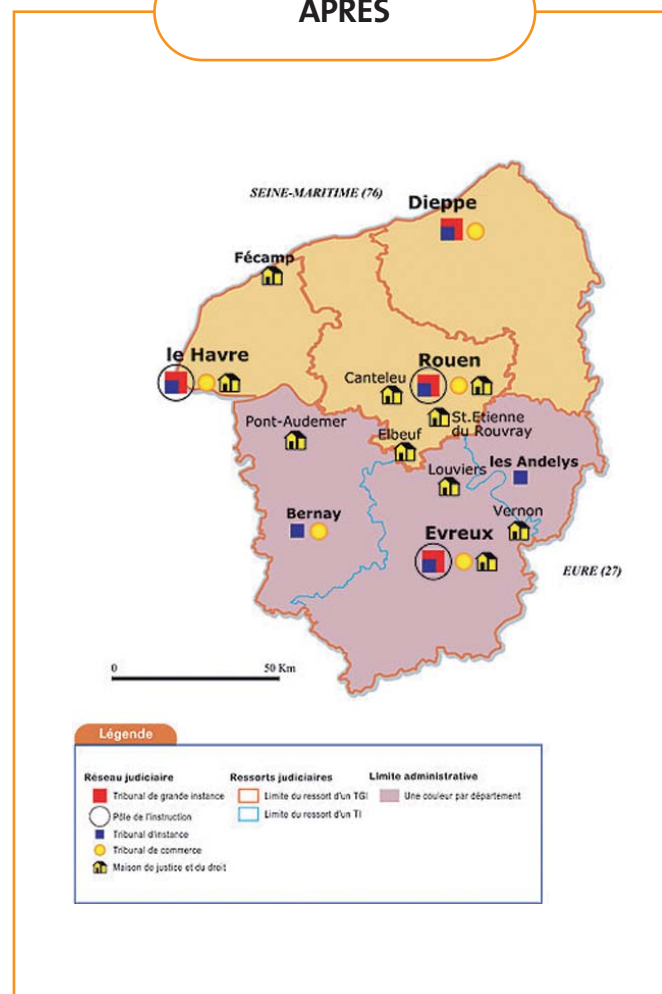 APRÈS
SEINE-MARITIME (76)
Dieppe
Fécamp
le Havre
Rouen
Canteleu
Pont-Audemer
St.Etienne
du Rouvray
Elbeuf
les Andelys
Louviers
Bernay
Vernon
Evreux
EURE (27)
0
50 Km
Légende
Réseau judiciaire
Tribunal de grande instance
Pôle de l'instruction
Tribunal d'instance
Tribunal de commerce
Maison de justice et du droit
Ressorts judiciaires
Limite du ressort d'un TGI
Limite du ressort d'un TI
Limite administrative
Une couleur par département